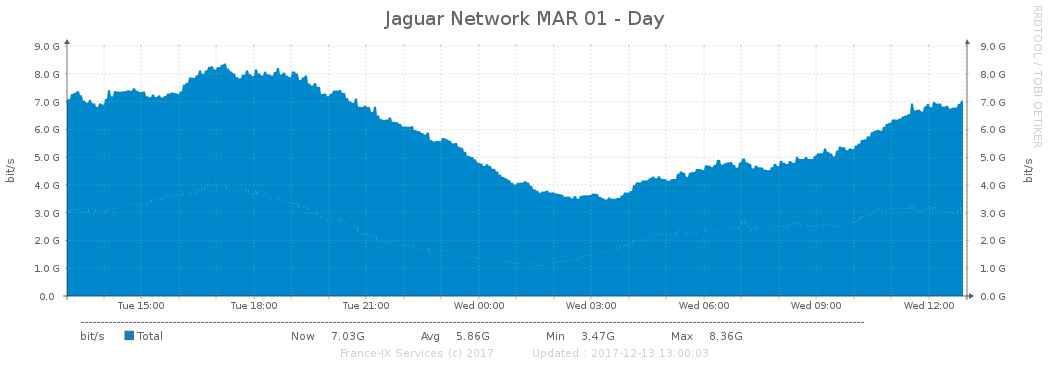 Jaguar Network MAR 01 - Day
RRDTOOL / TOBI OETIKER
bit/s
9.0 G
8.0 G
7.0 G
6.0 G
5.0 G
4.0 G
3.0 G
2.0 G
1.0 G
0.0
9.0 G
8.0 G
7.0 G
6.0 G
5.0 G
4.0 G
3.0 G
2.0 G
1.0 G
0.0 G
bit/s
Tue 15:00 Tue 18:00 Tue 21:00 Wed 00:00 Wed 03:00 Wed 06:00 Wed 09:00 Wed 12:00
bit/s Total Now 7.03G Avg 5.86G Min 3.47G Max 8.36G
France-IX Services (c) 2017 Updated : 2017-12-13 13:00:03